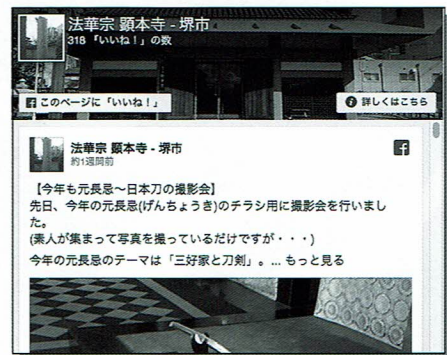 法華宗 顕本寺 - 堺市
318 「いいね！」の数
このページに「いいね！」
詳しくはこちら
法華宗 顕本寺 - 堺市
約1週間前
【今年も元長忌～日本刀の撮影会】
先日、今年の元長忌(げんちょうき)のチラシ用に撮影会を行いまし
た。
(素人が集まって写真を撮っているだけですが・・・)
今年の元長忌のテーマは「三好家と刀剣」。... もっと見る